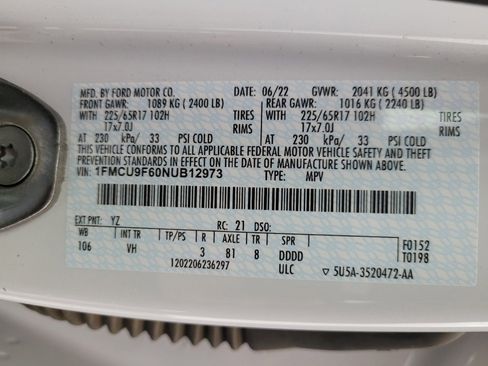 MFD. BY FORD MOTOR CO. 06/22 GVWR: 2041 KG ( 4500 LB)
FRONT GAWR: 1089 KG ( 2400 LB) REAR GAWR: 1016 KG ( 2240 LB)
WITH 225/65R17 102H TIRES WITH 225/65R17 102H TIRES
17x7.0J RIMS 17x7.0J RIMS
AT 230 kPa/ 33 PSI COLD AT 230 kPa/ 33 PSI COLD
THIS VEHICLE CONFORMS TO ALL APPLICABLE FEDERAL MOTOR VEHICLE SAFETY AND
BUMPER STANDARDS IN EFFECT ON THE DATE OF MANUFACTURE SHOWN ABOVE.
VIN: 1FMCU9F60NUB12973 TYPE: MPV
EXT PNT: YZ RC: 21 DSO:
WB INT TR TP/PS R AXLE TR SPR F0152
106 VH 3 81 8 DDDD T0198
1202206236297 ULC 5U5A-3520472-AA